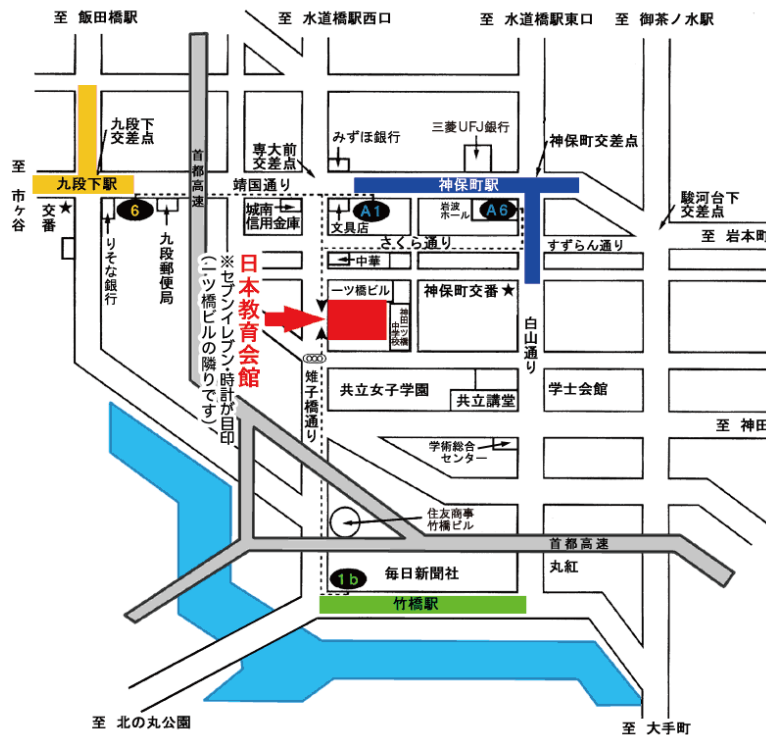 至 飯田橋駅
至 水道橋駅西口
至 水道橋駅東口
至 御茶ノ水駅
九段下
交差点
専大前
交差点
みずほ銀行
三菱UFJ銀行
神保町交差点
首都高速
至 市ヶ谷
九段下駅
靖国通り
神保町駅
駿河台下
交差点
交番
6
城南
信用金庫
A1
文具店
岩波
ホール
A6
さくら通り
すずらん通り
至 岩本町
りそな銀行
九段郵便局
中華
日本教育会館
※セブンイレブン・時計が目印
(一ツ橋ビルの隣りです)
一ツ橋ビル
神田一ツ橋
中学校
神保町交番
白山通り
雉子橋通り
共立女子学園
共立講堂
学士会館
至 神田
学術総合
センター
住友商事
竹橋ビル
首都高速
丸紅
1b
毎日新聞社
竹橋駅
至 北の丸公園
至 大手町